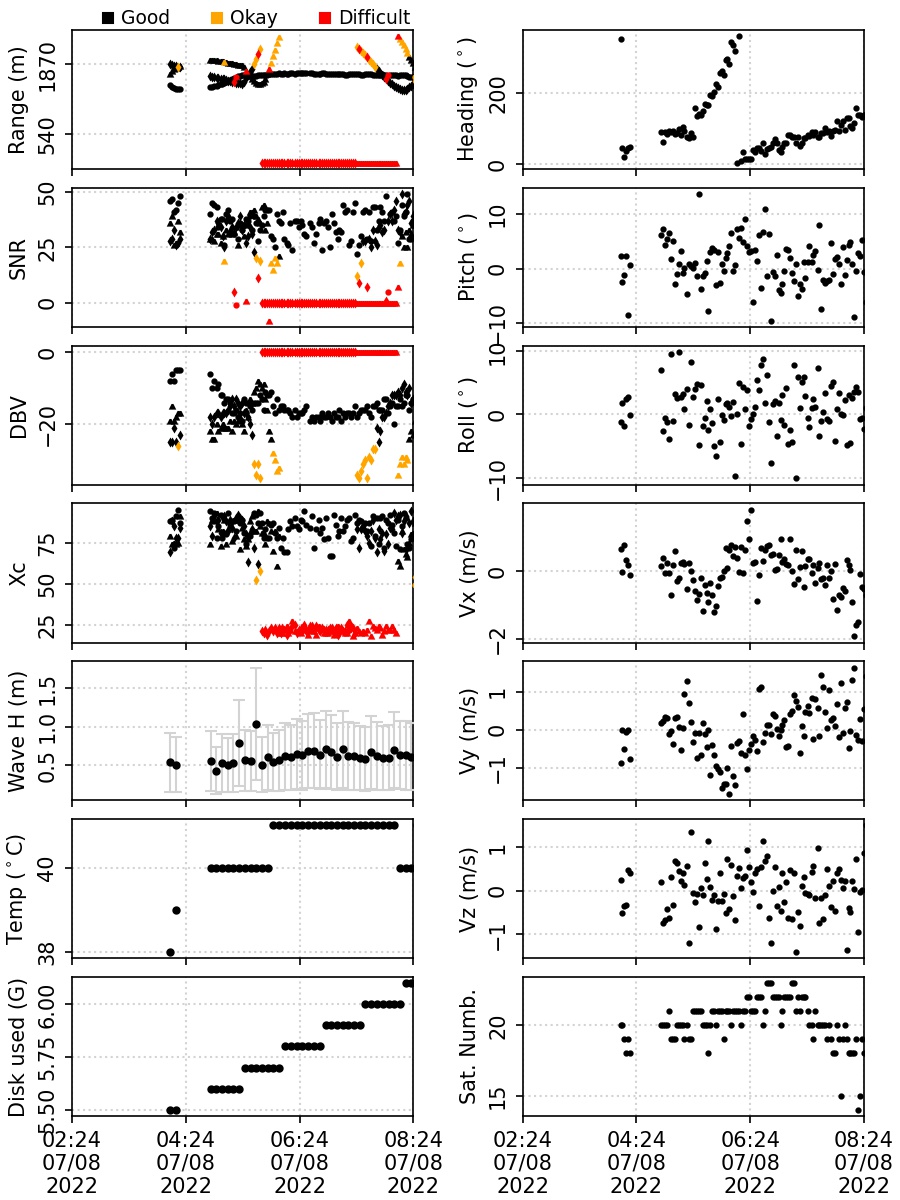 Good Okay Difficult
Range (m)
1870
540
Heading (°)
200
0
SNR
50
25
0
Pitch (°)
10
0
−10
DBV
0
−20
Roll (°)
10
0
−10
Xc
75
50
25
Vx (m/s)
0
−2
Wave H (m)
1.5
1.0
0.5
Vy (m/s)
1
0
−1
Temp (°C)
40
38
Vz (m/s)
1
0
−1
Disk used (G)
6.00
5.75
5.50
Sat. Numb.
20
15
02:24 04:24 06:24 08:24
07/08 07/08 07/08 07/08
2022 2022 2022 2022
02:24 04:24 06:24 08:24
07/08 07/08 07/08 07/08
2022 2022 2022 2022